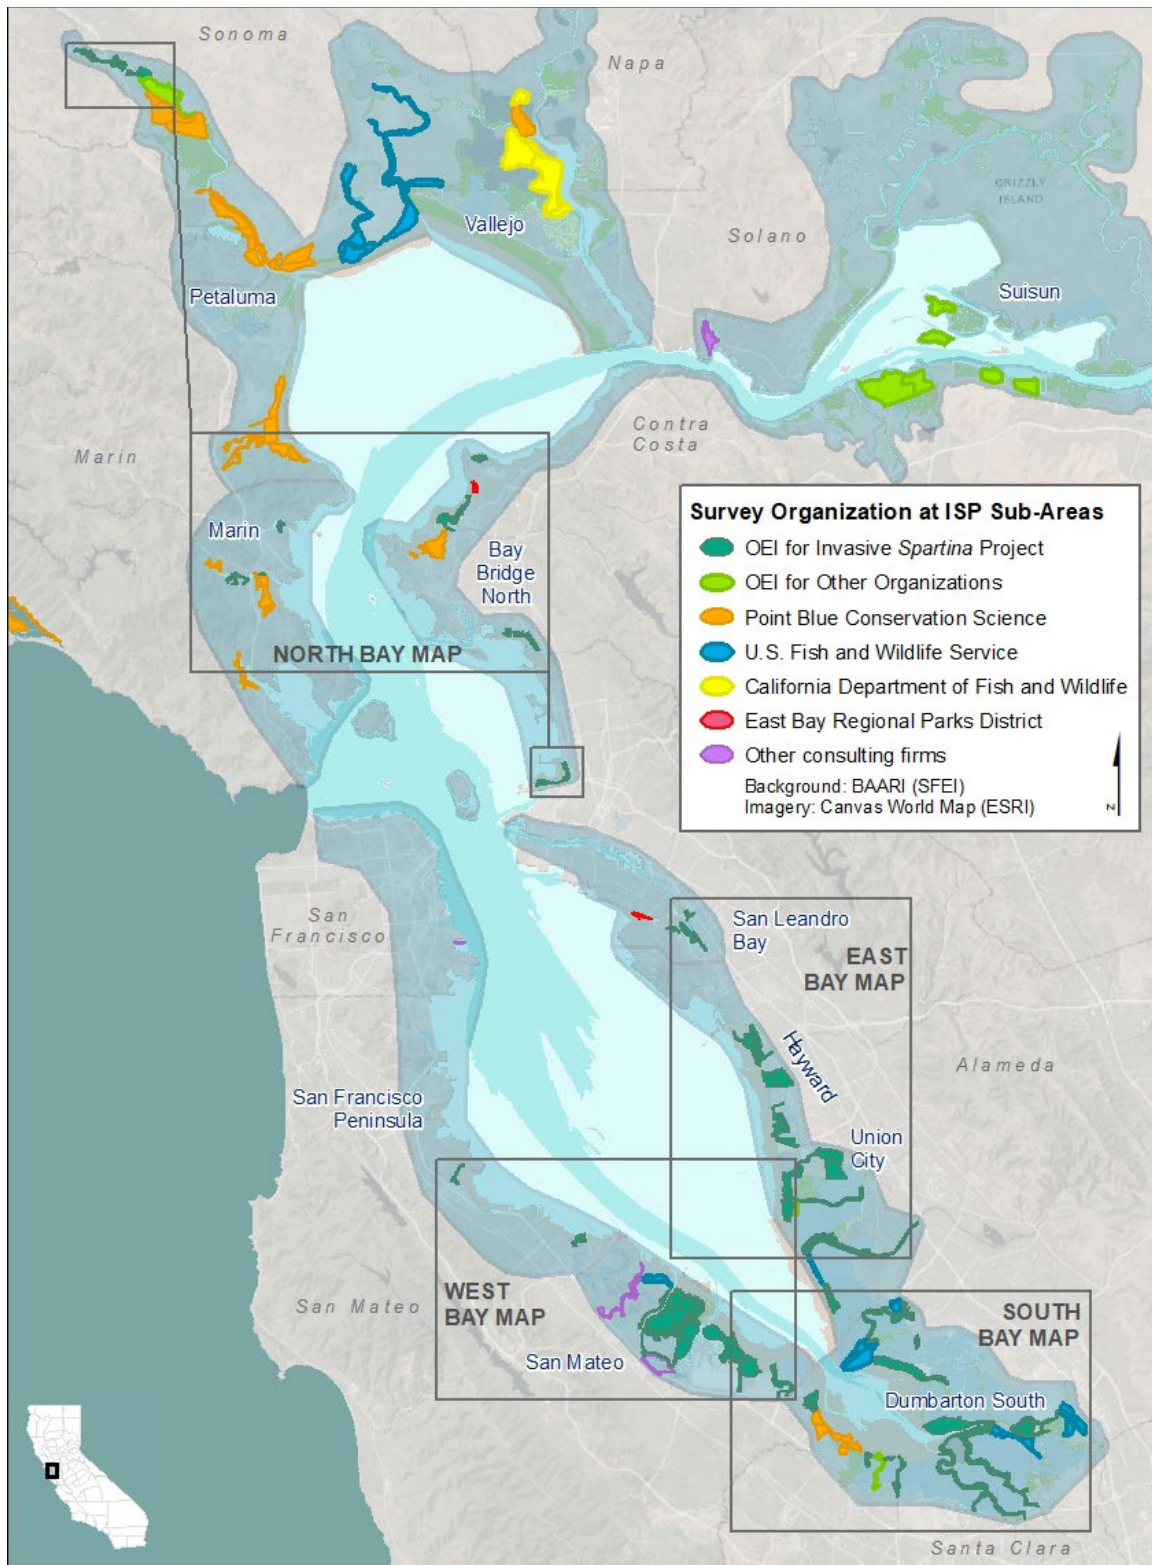 Sonoma
Napa
GRIZZLY
ISLAND
Vallejo
Solano
Suisun
Petaluma
Contra
Costa
Marin
Marin
Bay
Bridge
North
NORTH BAY MAP
Survey Organization at ISP Sub-Areas
OEI for Invasive Spartina Project
OEI for Other Organizations
Point Blue Conservation Science
U.S. Fish and Wildlife Service
California Department of Fish and Wildlife
East Bay Regional Parks District
Other consulting firms
Background: BAARI (SFEI)
Imagery: Canvas World Map (ESRI)
N
San
Francisco
San Leandro
Bay
EAST
BAY MAP
Hayward
Alameda
San Francisco
Peninsula
Union
City
WEST
BAY MAP
San Mateo
San Mateo
SOUTH
BAY MAP
Dumbarton South
Santa Clara